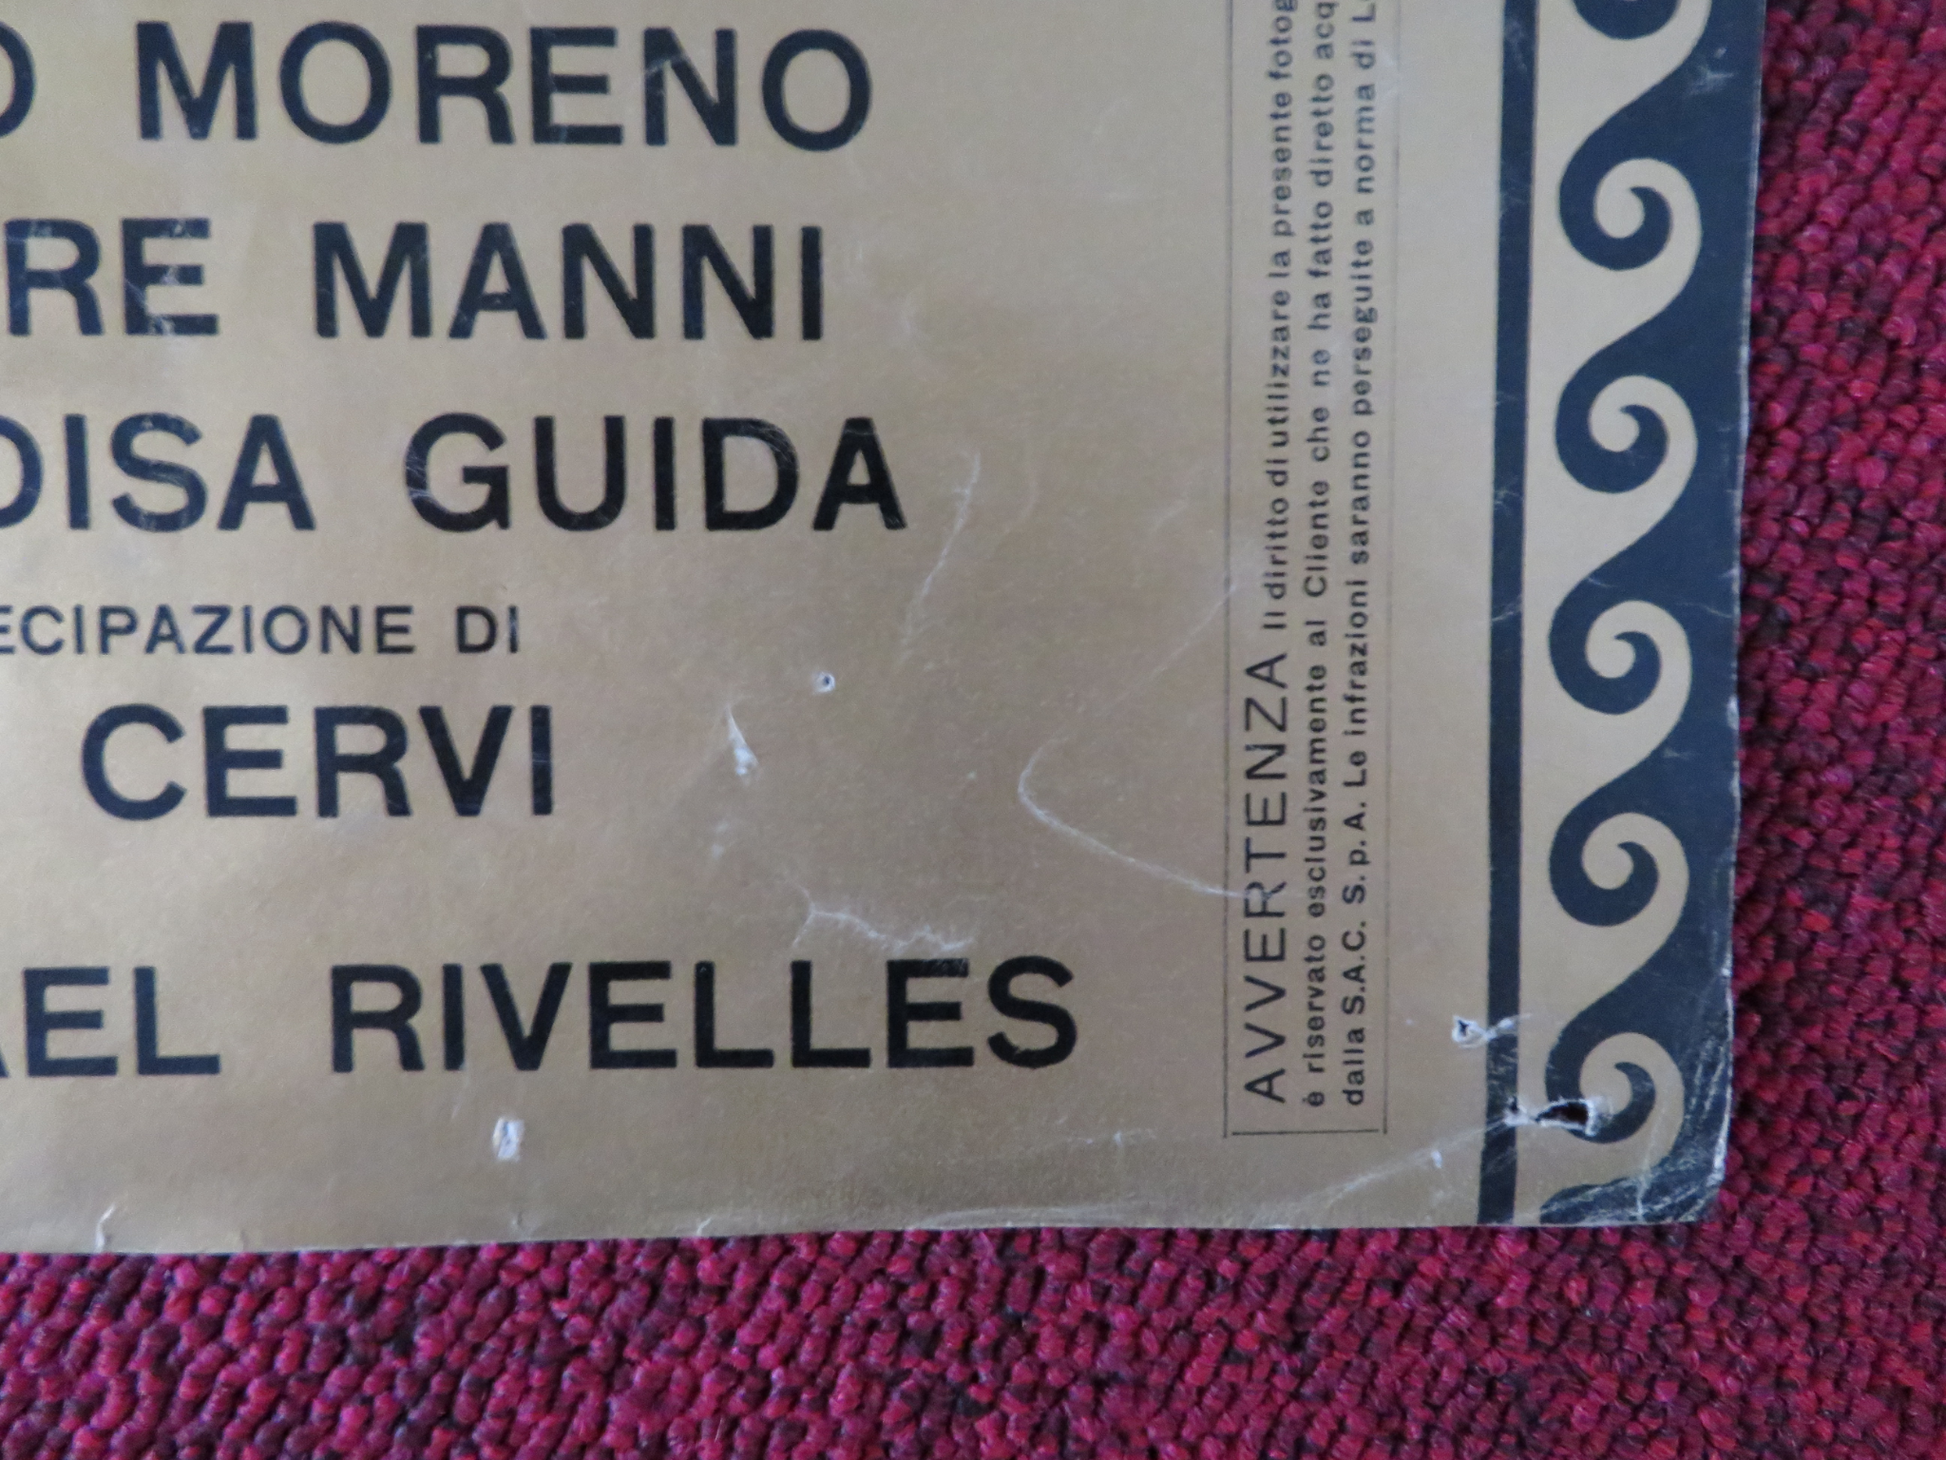 O MORENO
RE MANNI
DISA GUIDA
ECIPAZIONE DI
CERVI
AEL RIVELLES
AVVERTENZA Il diritto di utilizzare la presente fotog
è riservato esclusivamente al Cliente che ne ha fatto diretto acq
dalla S.A.C. S.p.A. Le infrazioni saranno perseguite a norma di L